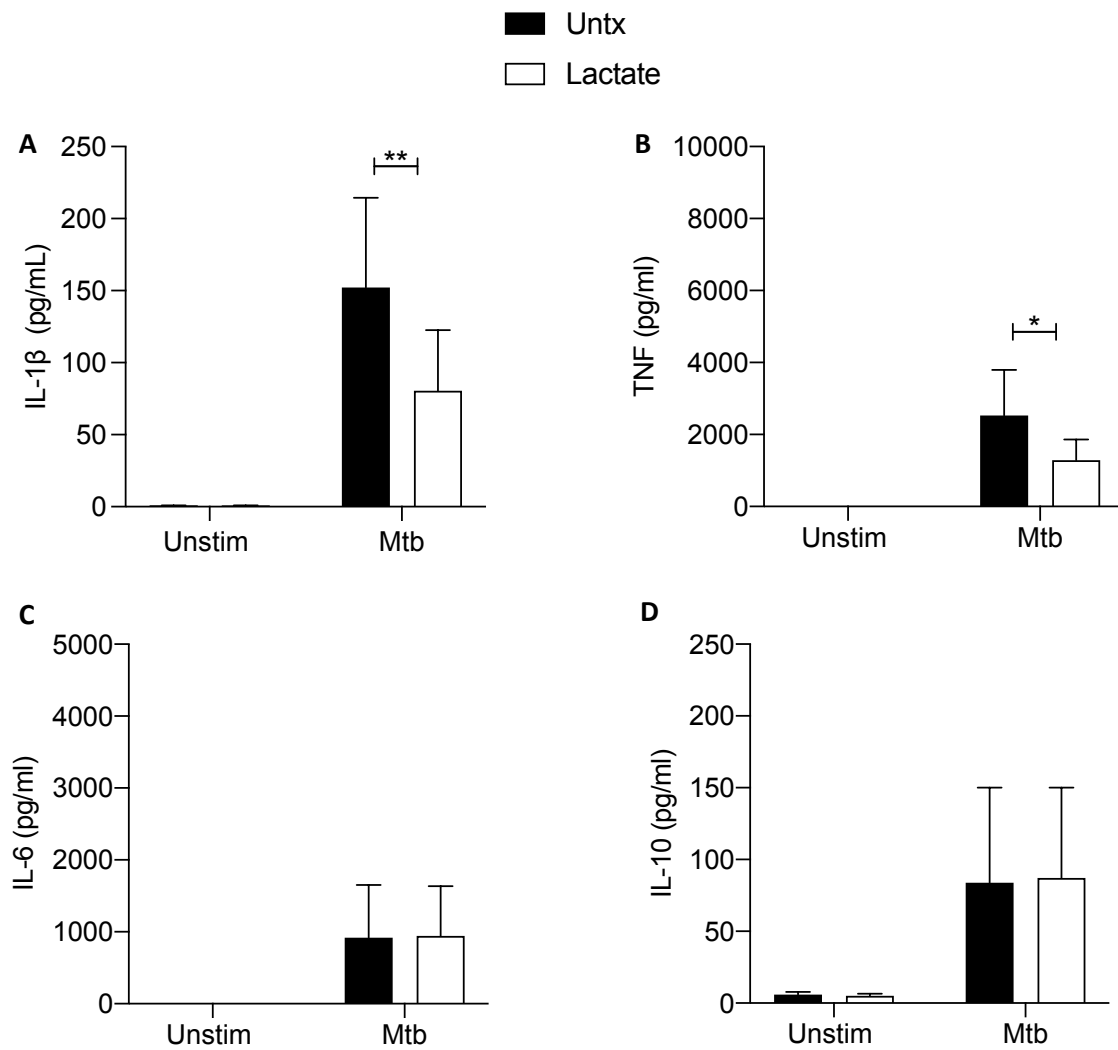 Untx
Lactate
A
250
200
150
100
50
0
IL-1β (pg/mL)
**
Unstim
Mtb
B
10000
8000
6000
4000
2000
0
TNF (pg/ml)
*
Unstim
Mtb
C
5000
4000
3000
2000
1000
0
IL-6 (pg/ml)
Unstim
Mtb
D
250
200
150
100
50
0
IL-10 (pg/ml)
Unstim
Mtb